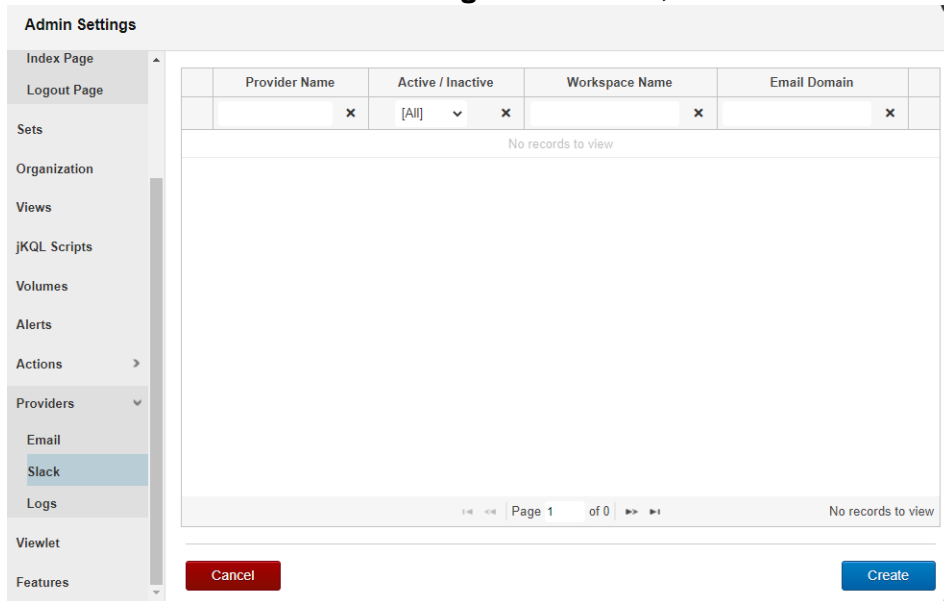 Admin Settings
Index Page
Logout Page
Sets
Organization
Views
jKQL Scripts
Volumes
Alerts
Actions
Providers
Email
Slack
Logs
Viewlet
Features
Provider Name Active / Inactive Workspace Name Email Domain
[All]
No records to view
Page 1 of 0 No records to view
Cancel Create